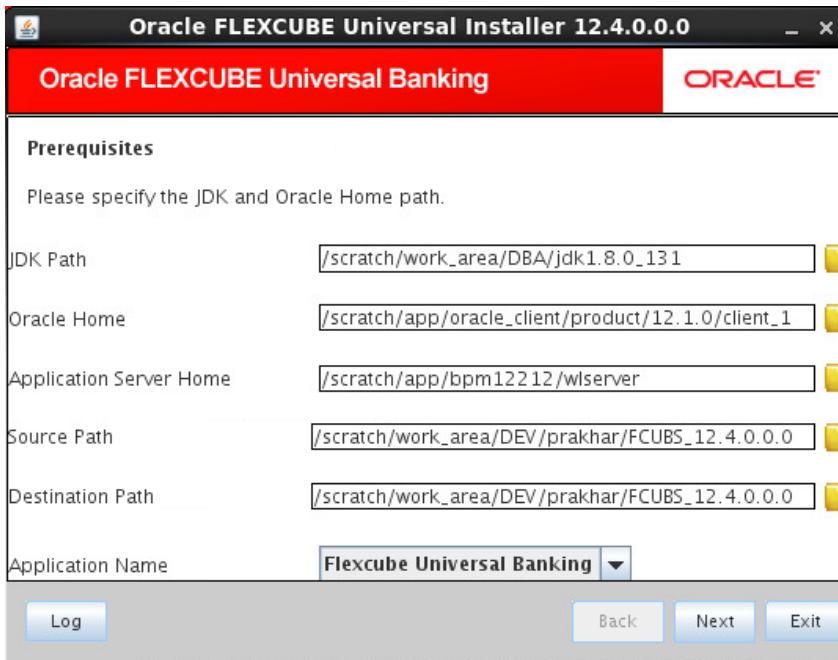 Oracle FLEXCUBE Universal Installer 12.4.0.0.0
Oracle FLEXCUBE Universal Banking
ORACLE
Prerequisites
Please specify the JDK and Oracle Home path.
JDK Path /scratch/work_area/DBA/jdk1.8.0_131
Oracle Home /scratch/app/oracle_client/product/12.1.0/client_1
Application Server Home /scratch/app/bpm12212/wlserver
Source Path /scratch/work_area/DEV/prakhar/FCUBS_12.4.0.0.0
Destination Path /scratch/work_area/DEV/prakhar/FCUBS_12.4.0.0.0
Application Name Flexcube Universal Banking
Log Back Next Exit